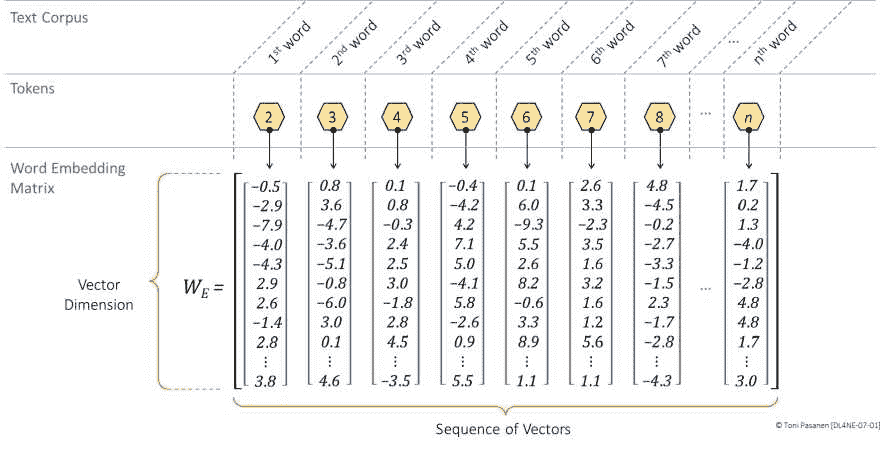 Text Corpus
1st word 2nd word 3rd word 4th word 5th word 6th word 7th word ... nth word
Tokens
2 3 4 5 6 7 8 ... n
Word Embedding
Matrix
−0.5 0.8 0.1 −0.4 0.1 2.6 4.8 1.7
−2.9 3.6 0.8 −4.2 6.0 3.3 −4.5 0.2
−7.9 −4.7 −0.3 4.2 −9.3 −2.3 −0.2 1.3
−4.0 −3.6 2.4 7.1 5.5 3.5 −2.7 −4.0
−4.3 −5.1 2.5 5.0 2.6 1.6 −3.3 −1.2
Vector
Dimension
W_E =
2.9 −0.8 3.0 −4.1 8.2 3.2 −1.5 ... −2.8
2.6 −6.0 −1.8 5.8 −0.6 1.6 2.3 4.8
−1.4 3.0 2.8 −2.6 3.3 1.2 −1.7 4.8
2.8 0.1 4.5 0.9 8.9 5.6 −2.8 1.7
⋮ ⋮ ⋮ ⋮ ⋮ ⋮ ⋮ ⋮
3.8 4.6 −3.5 5.5 1.1 1.1 −4.3 3.0
Sequence of Vectors
© Toni Pasanen [DL4NE-07-01]